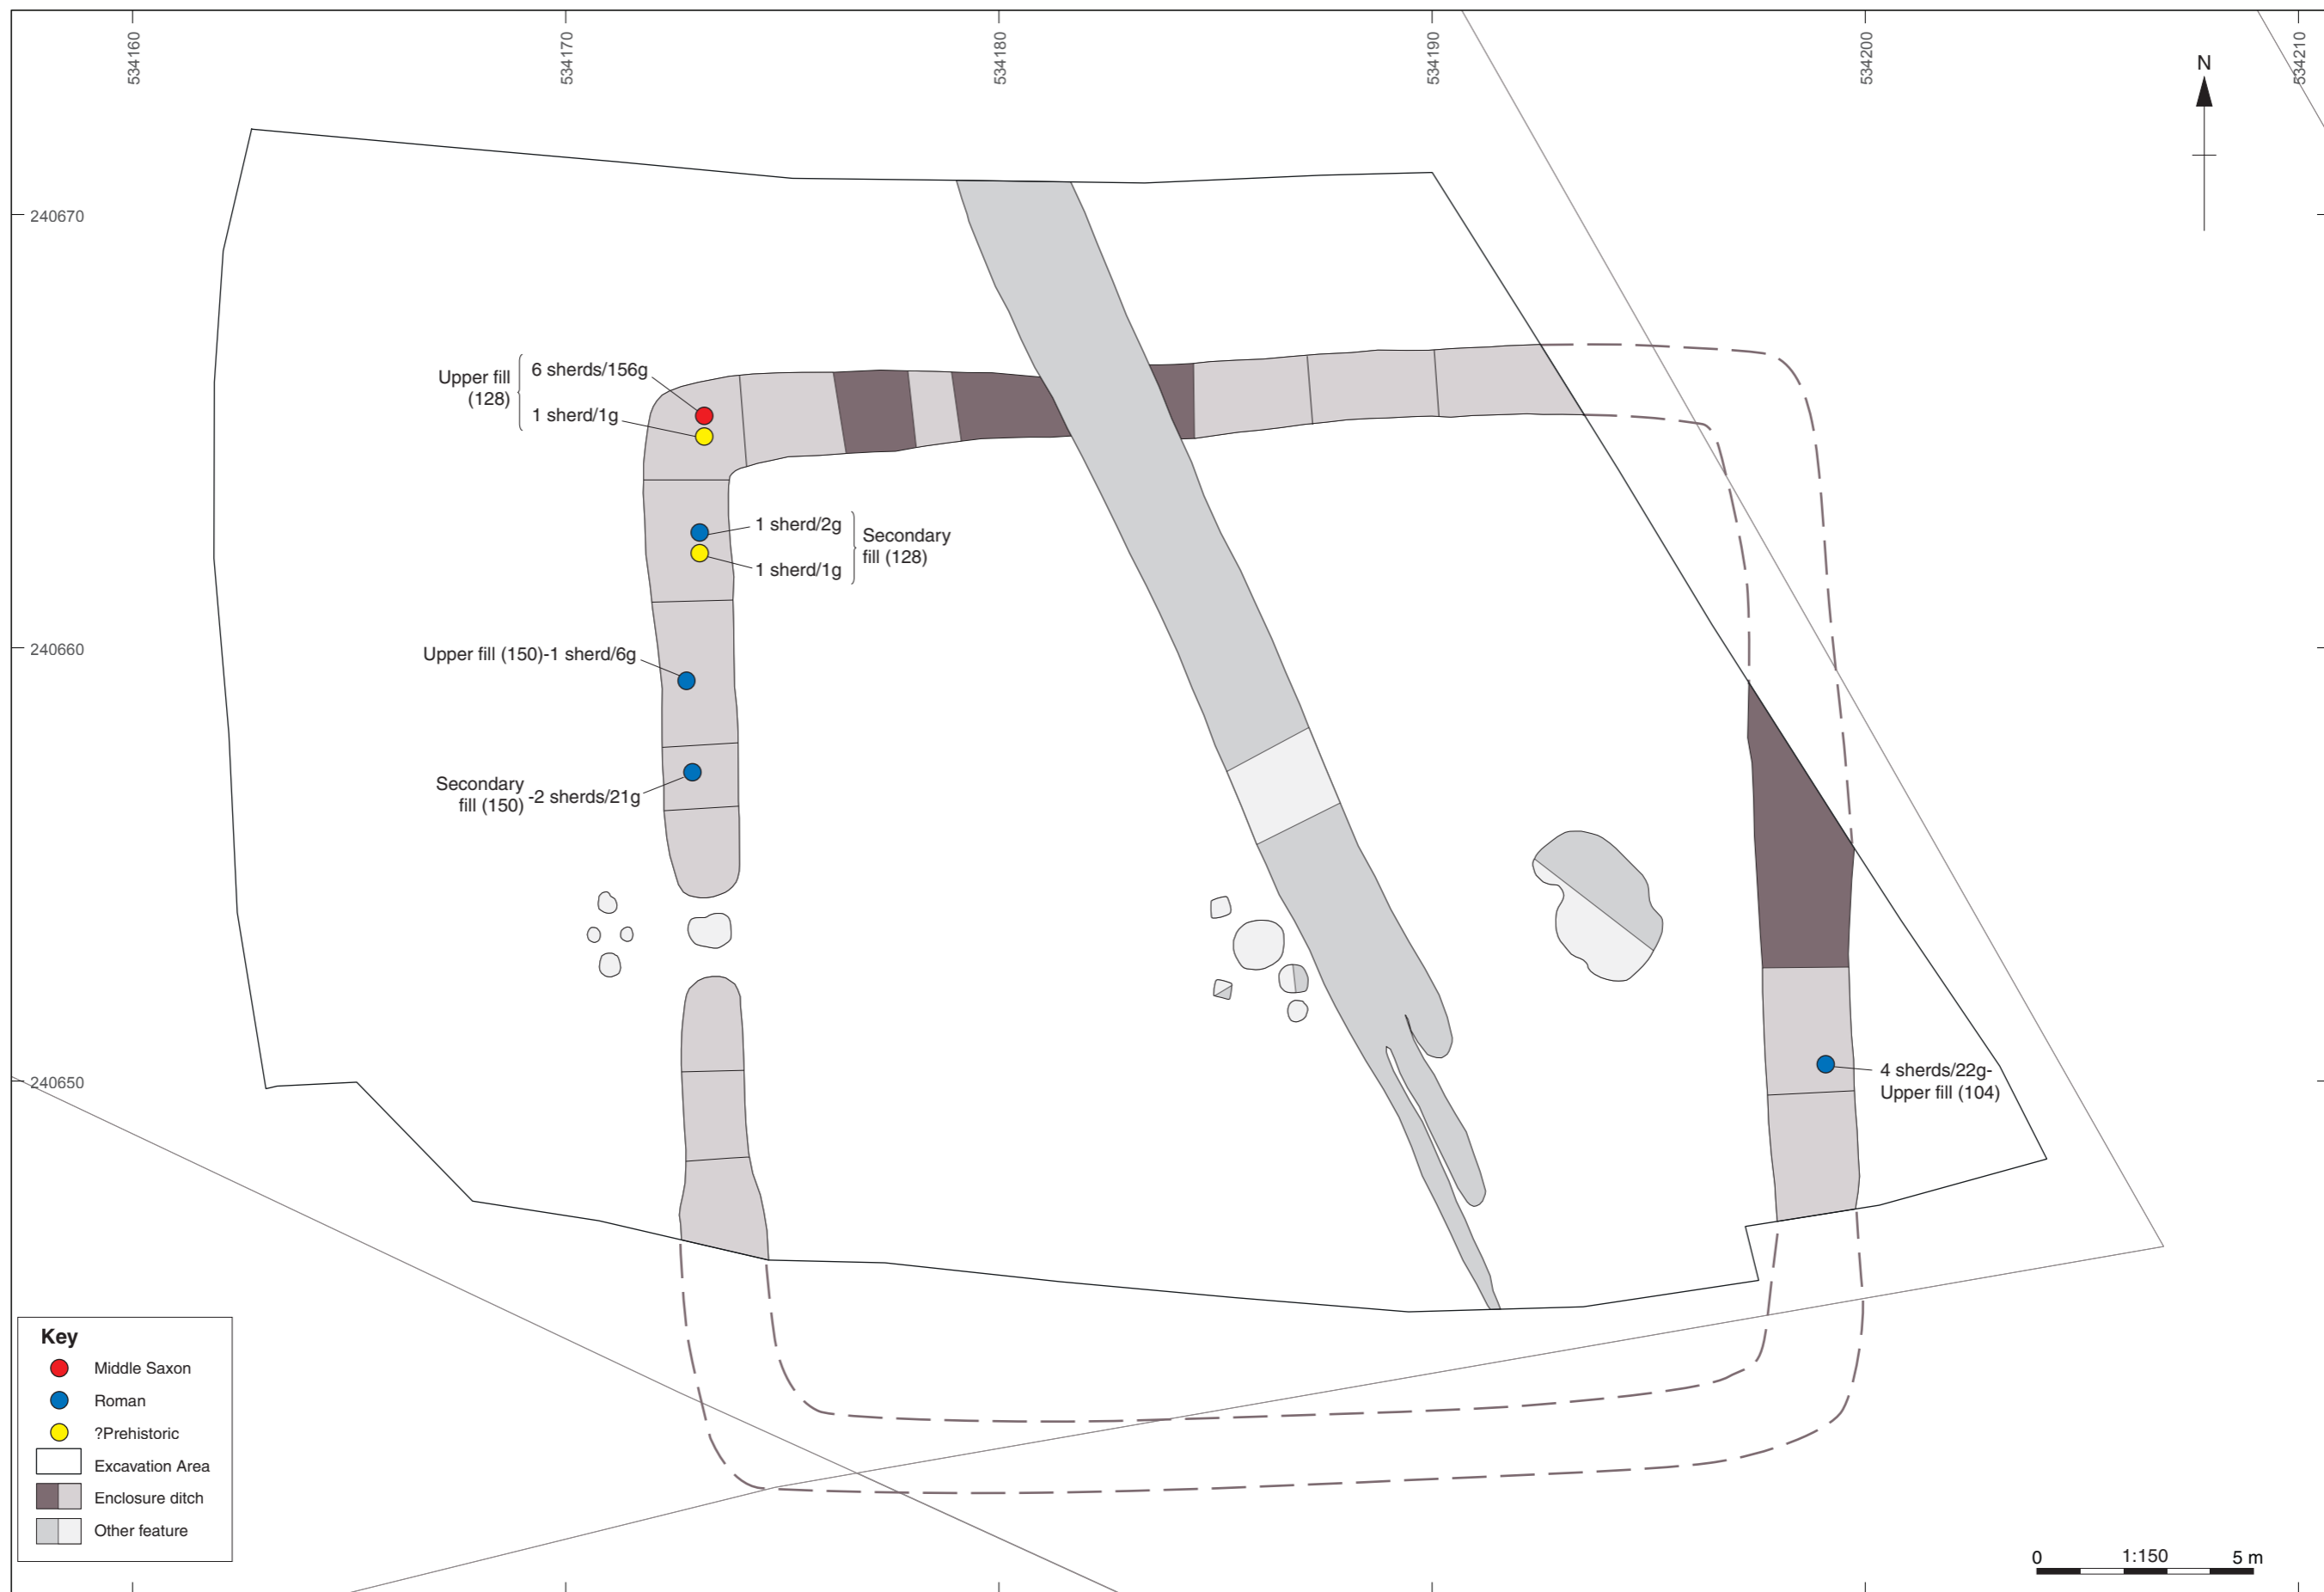 534160
534170
534180
534190
534200
534210
N
240670
240660
240650
Upper fill
(128)
6 sherds/156g
1 sherd/1g
1 sherd/2g
1 sherd/1g
Secondary
fill (128)
Upper fill (150)-1 sherd/6g
Secondary
fill (150)
-2 sherds/21g
4 sherds/22g-
Upper fill (104)
Key
Middle Saxon
Roman
?Prehistoric
Excavation Area
Enclosure ditch
Other feature
0 1:150 5 m